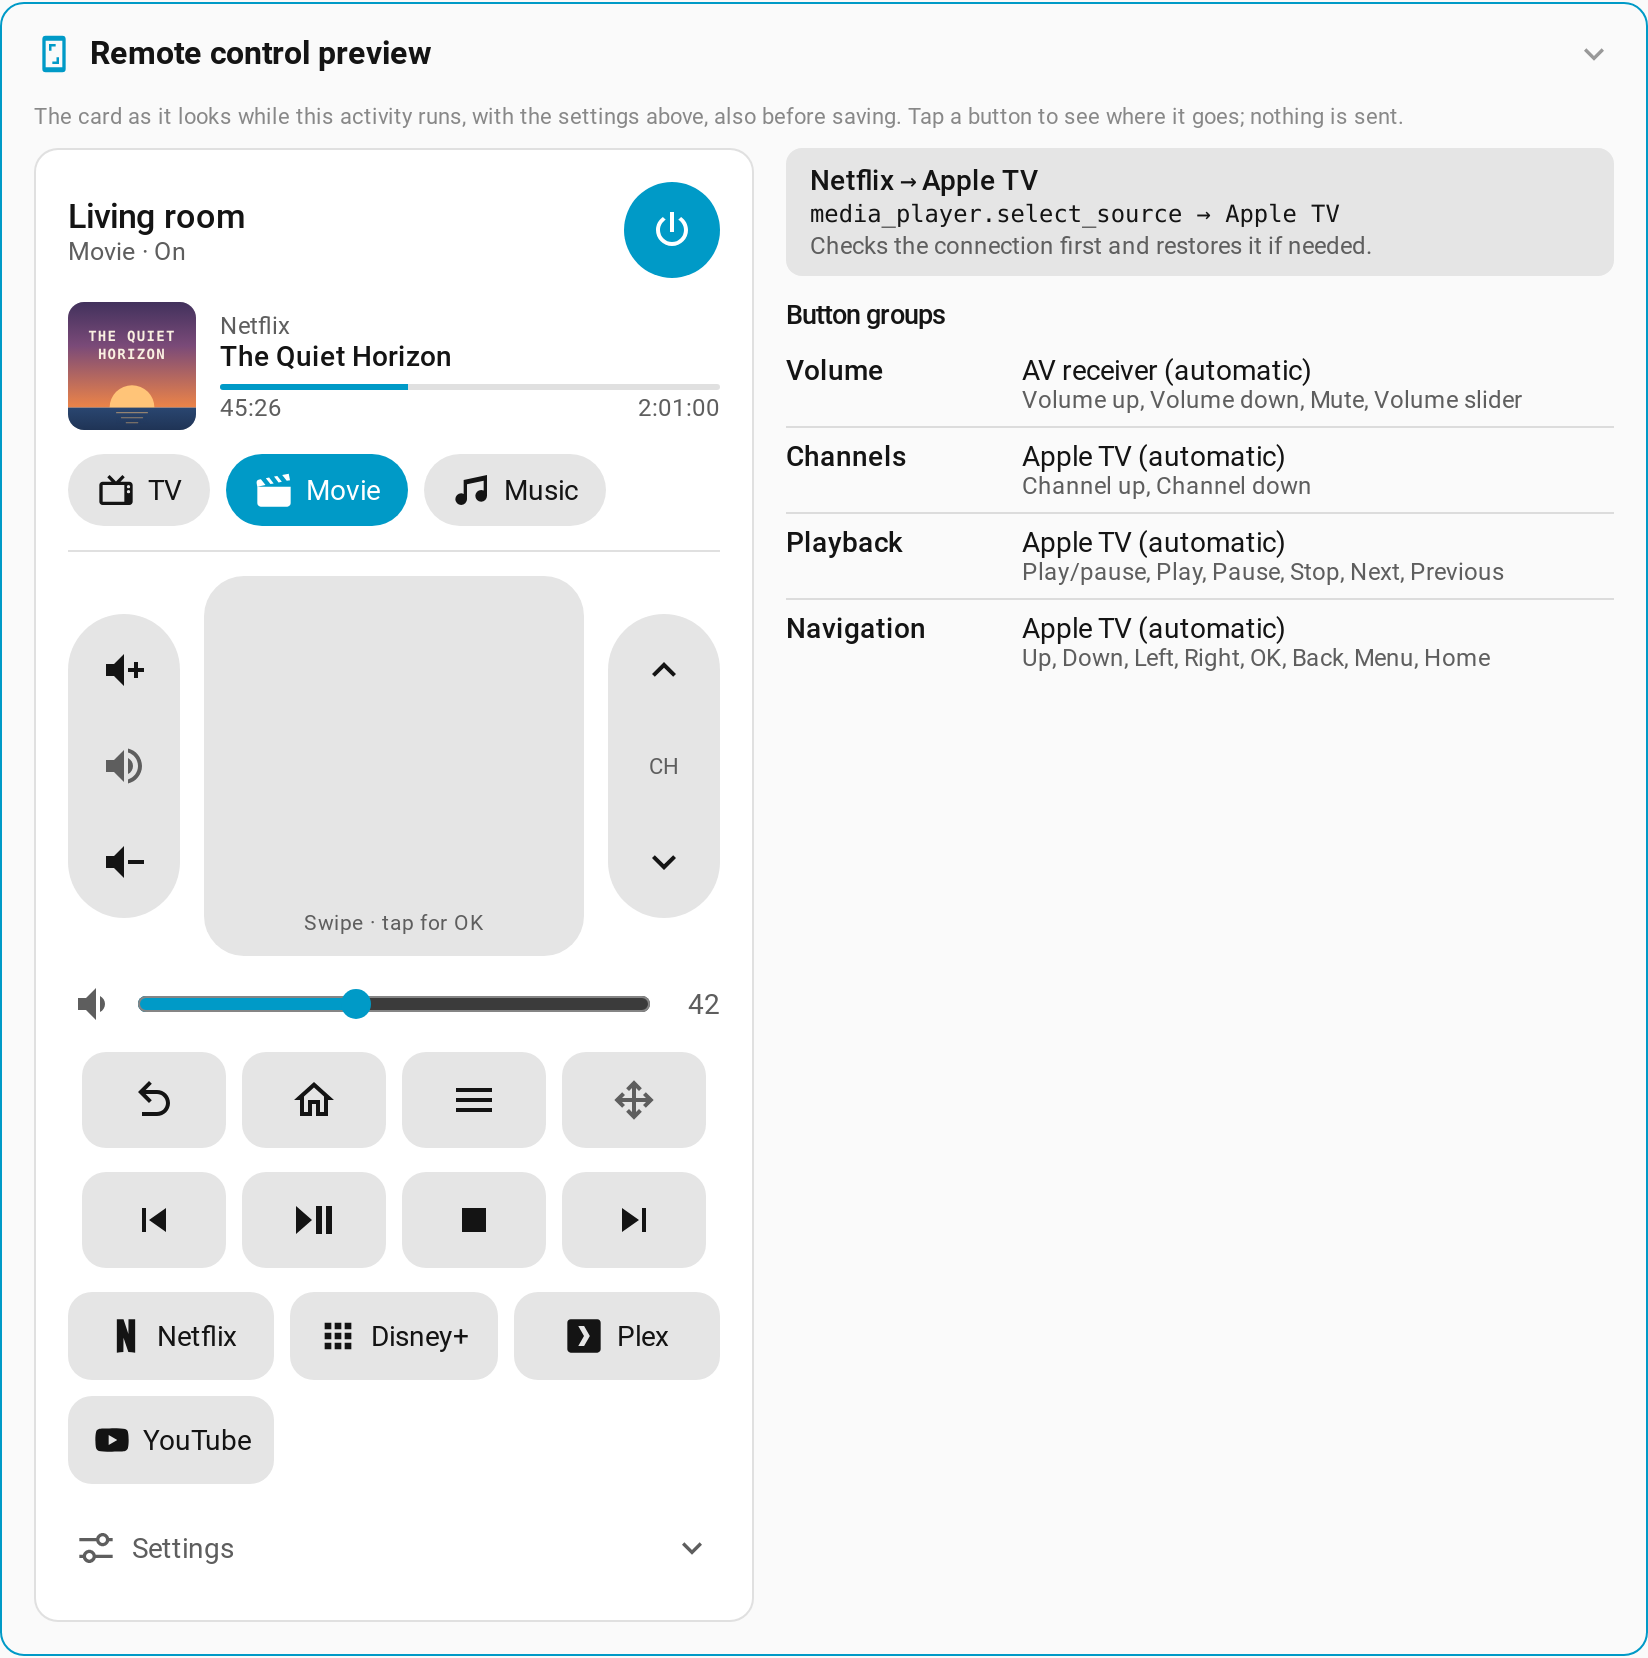 Remote control preview
The card as it looks while this activity runs, with the settings above, also before saving. Tap a button to see where it goes; nothing is sent.
Living room
Movie · On
THE QUIET
HORIZON
Netflix
The Quiet Horizon
45:26 2:01:00
TV Movie Music
CH
Swipe · tap for OK
42
Netflix Disney+ Plex
YouTube
Settings
Netflix → Apple TV
media_player.select_source → Apple TV
Checks the connection first and restores it if needed.
Button groups
Volume AV receiver (automatic)
Volume up, Volume down, Mute, Volume slider
Channels Apple TV (automatic)
Channel up, Channel down
Playback Apple TV (automatic)
Play/pause, Play, Pause, Stop, Next, Previous
Navigation Apple TV (automatic)
Up, Down, Left, Right, OK, Back, Menu, Home